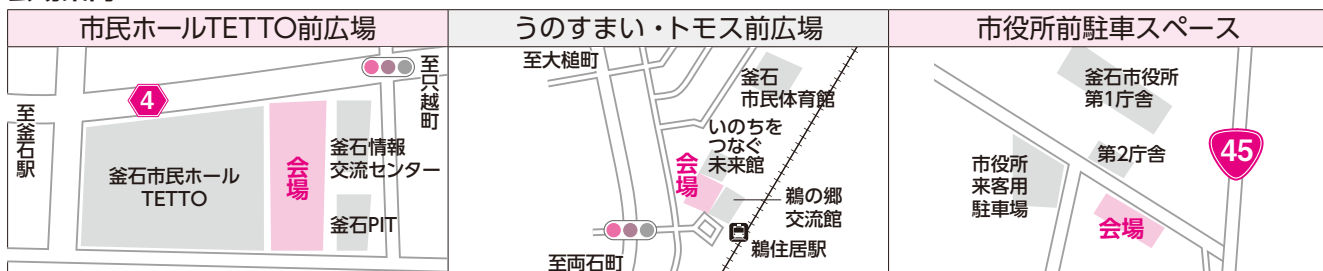 市民ホールTETTO前広場
至釜石駅
4
至只越町
釜石市民ホール
TETTO
会場
釜石情報
交流センター
釜石PIT
うのすまい・トモス前広場
至大槌町
釜石
市民体育館
いのちを
つなぐ
未来館
会場
鵜の郷
交流館
鵜住居駅
至両石町
市役所前駐車スペース
釜石市役所
第1庁舎
第2庁舎
45
市役所
来客用
駐車場
会場